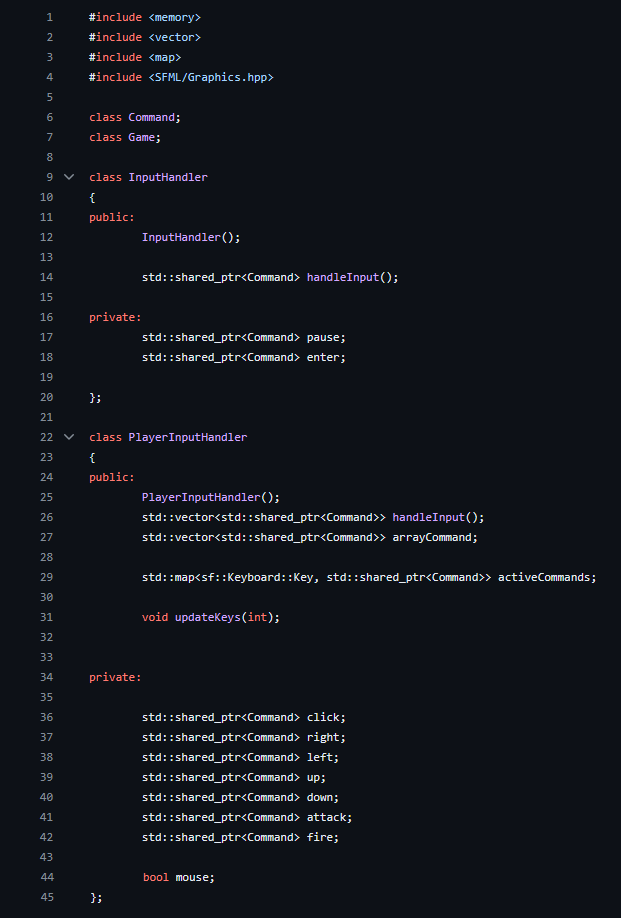 1 #include <memory>
2 #include <vector>
3 #include <map>
4 #include <SFML/Graphics.hpp>
5
6 class Command;
7 class Game;
8
9 class InputHandler
10 {
11 public:
12 InputHandler();
13
14 std::shared_ptr<Command> handleInput();
15
16 private:
17 std::shared_ptr<Command> pause;
18 std::shared_ptr<Command> enter;
19
20 };
21
22 class PlayerInputHandler
23 {
24 public:
25 PlayerInputHandler();
26 std::vector<std::shared_ptr<Command>> handleInput();
27 std::vector<std::shared_ptr<Command>> arrayCommand;
28
29 std::map<sf::Keyboard::Key, std::shared_ptr<Command>> activeCommands;
30
31 void updateKeys(int);
32
33
34 private:
35
36 std::shared_ptr<Command> click;
37 std::shared_ptr<Command> right;
38 std::shared_ptr<Command> left;
39 std::shared_ptr<Command> up;
40 std::shared_ptr<Command> down;
41 std::shared_ptr<Command> attack;
42 std::shared_ptr<Command> fire;
43
44 bool mouse;
45 };